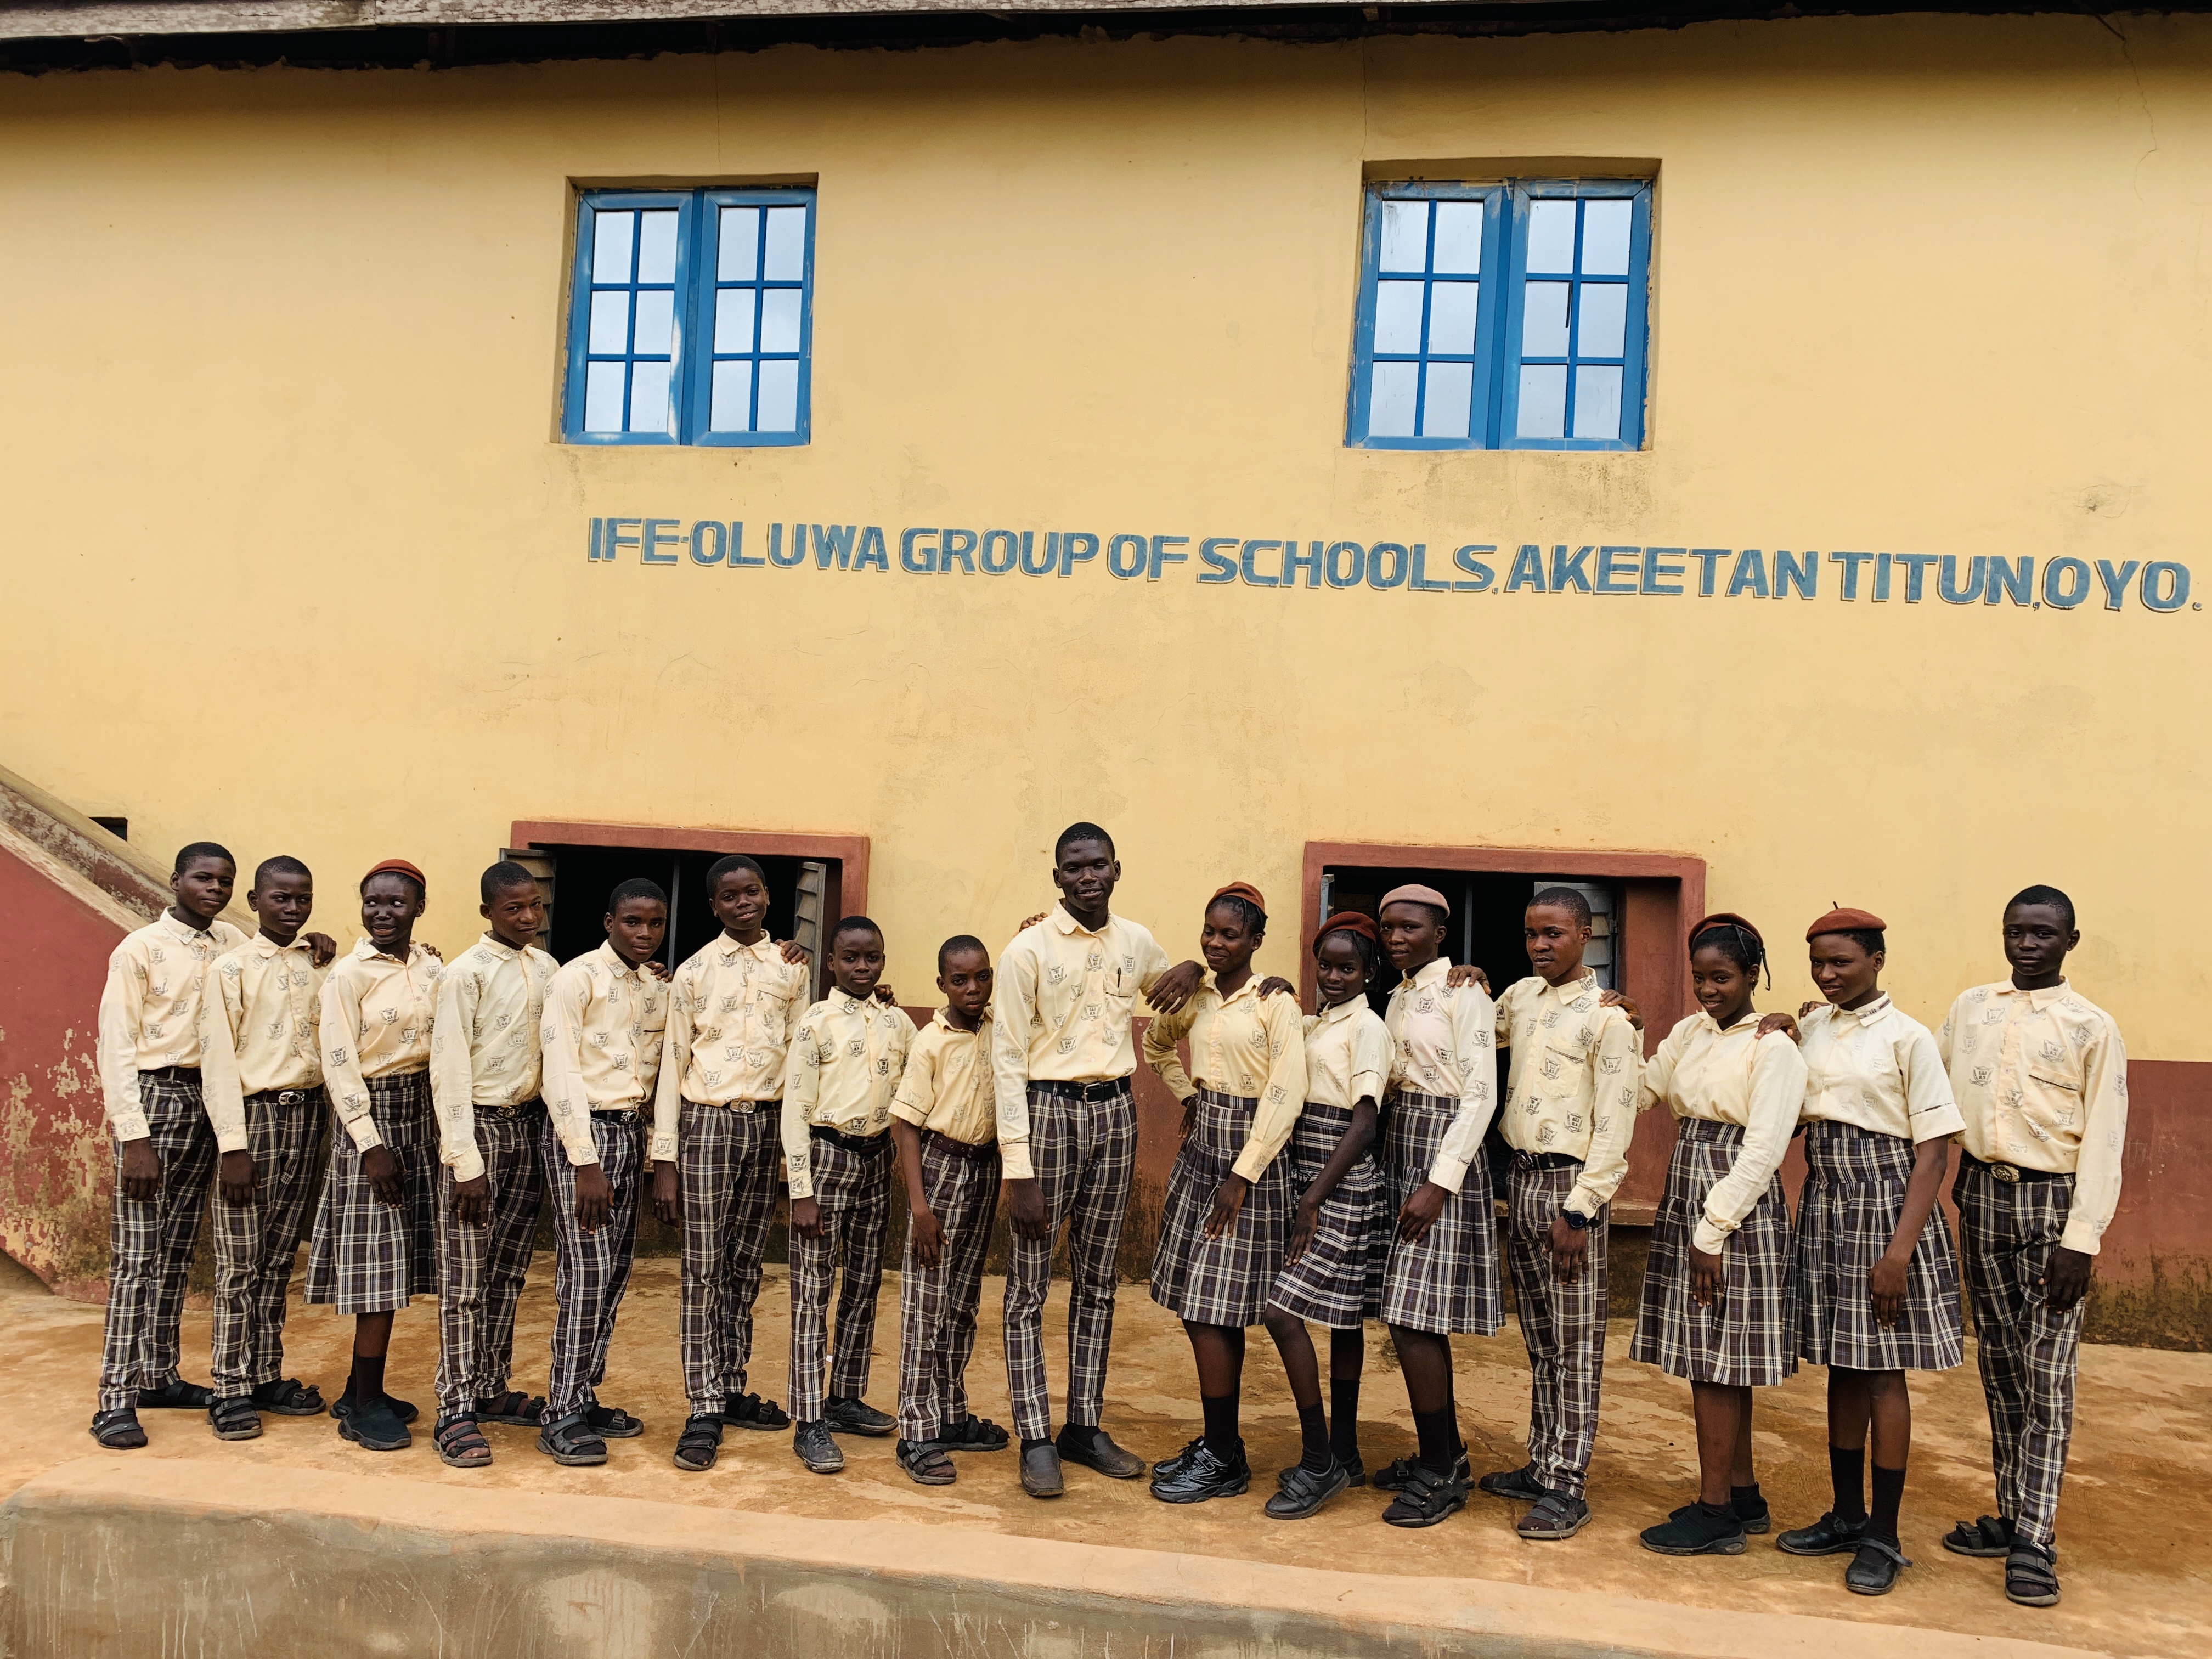 IFE-OLUWA GROUP OF SCHOOLS, AKEETAN TITUN, OYO.